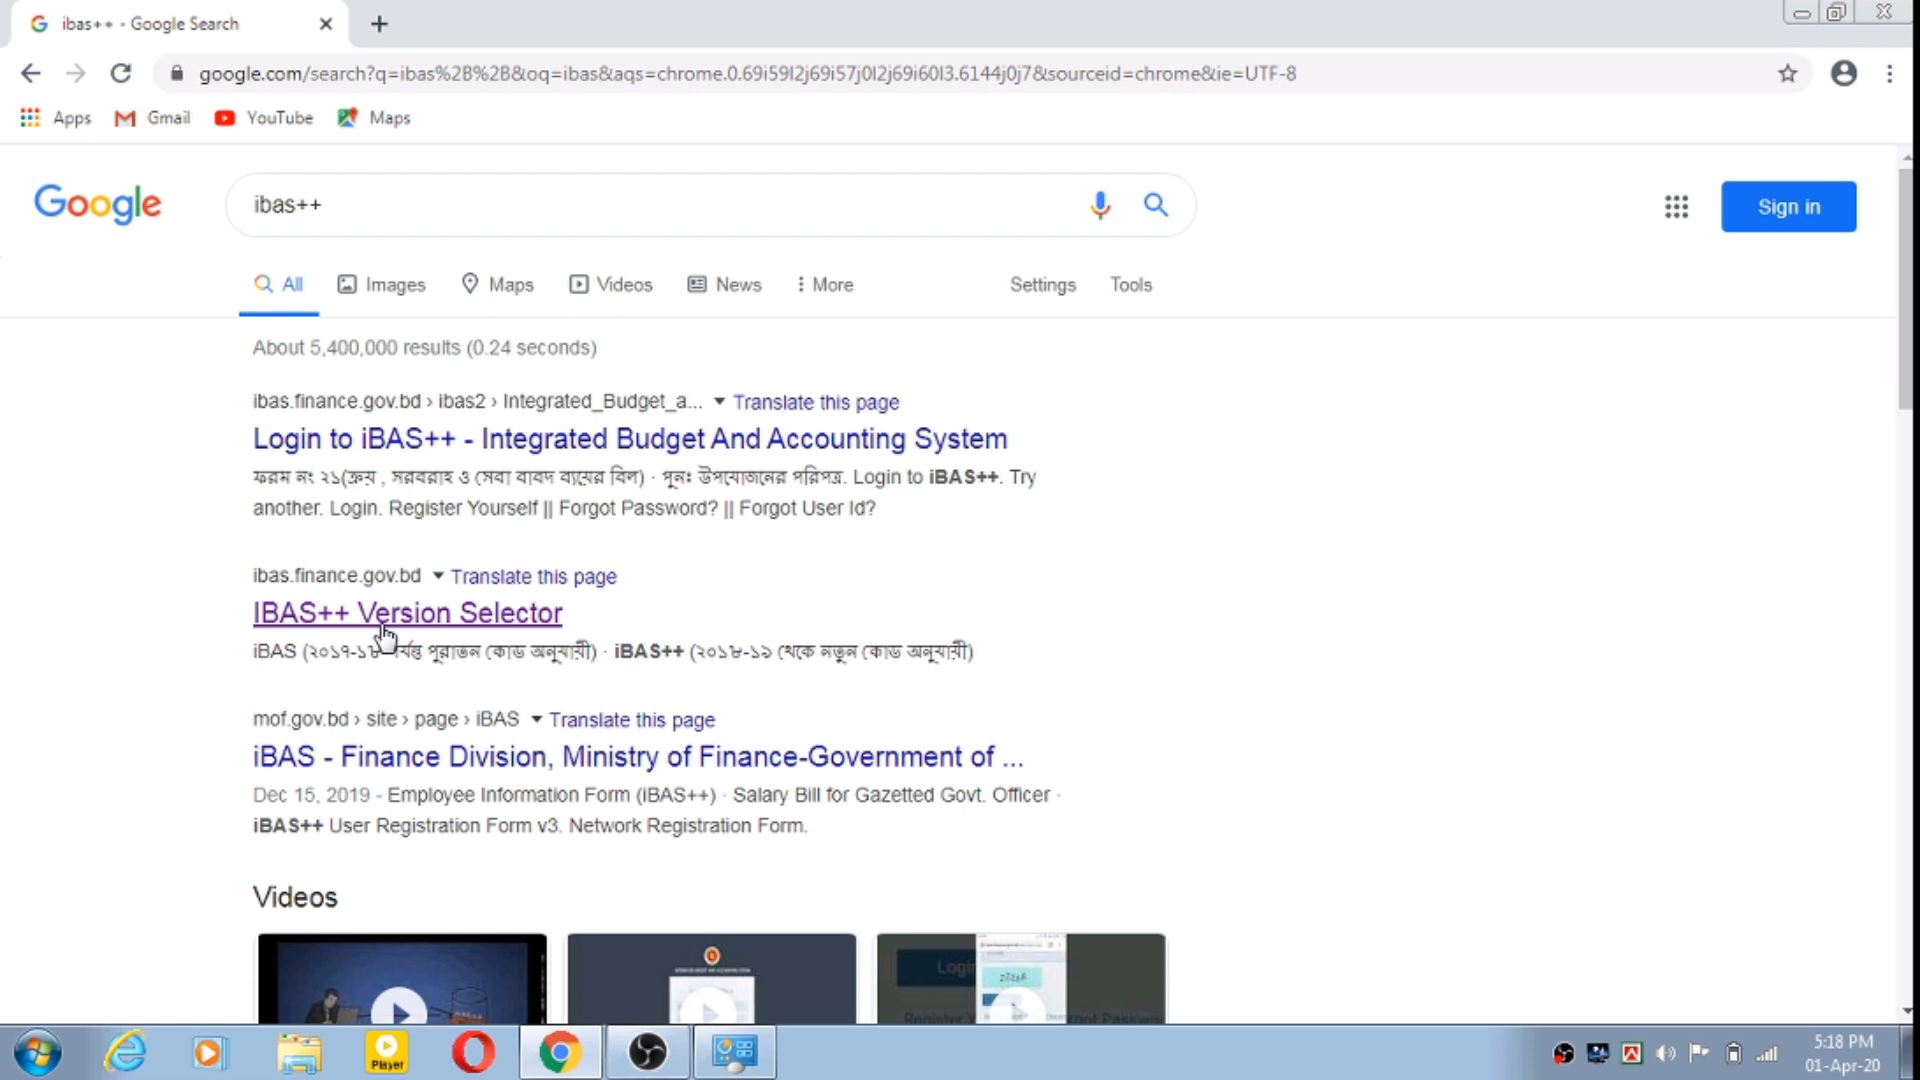 ibas++ - Google Search
google.com/search?q=ibas%2B%2B&oq=ibas&aqs=chrome.0.69i59l2j69i57j0l2j69i60l3.6144j0j7&sourceid=chrome&ie=UTF-8
Apps Gmail YouTube Maps
Google ibas++ Sign in
All Images Maps Videos News More Settings Tools
About 5,400,000 results (0.24 seconds)
ibas.finance.gov.bd › ibas2 › Integrated_Budget_a... Translate this page
Login to iBAS++ - Integrated Budget And Accounting System
ফরম নং ২১(ক্রয় , সরবরাহ ও সেবা বাবদ ব্যয়ের বিল) · পুনঃ উপযোজনের পরিপত্র. Login to iBAS++. Try
another. Login. Register Yourself || Forgot Password? || Forgot User Id?
ibas.finance.gov.bd Translate this page
IBAS++ Version Selector
iBAS (২০১৭-১৮ পর্যন্ত পুরাতন কোড অনুযায়ী) · iBAS++ (২০১৮-১৯ থেকে নতুন কোড অনুযায়ী)
mof.gov.bd › site › page › iBAS Translate this page
iBAS - Finance Division, Ministry of Finance-Government of ...
Dec 15, 2019 - Employee Information Form (iBAS++) · Salary Bill for Gazetted Govt. Officer ·
iBAS++ User Registration Form v3. Network Registration Form.
Videos
Player
5:18 PM
01-Apr-20